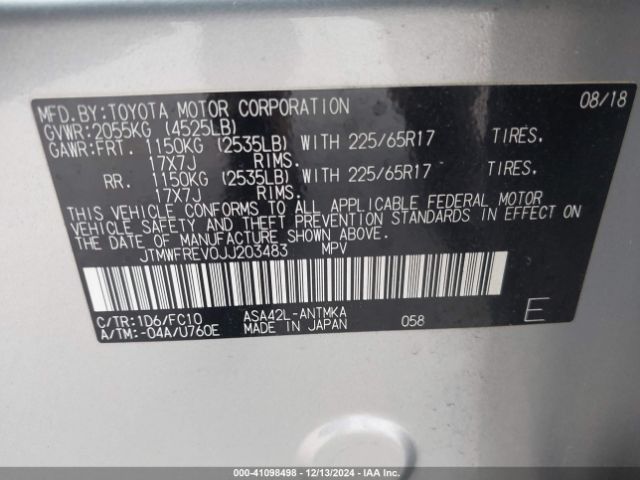 MFD.BY:TOYOTA MOTOR CORPORATION 08/18
GVWR:2055KG (4525LB)
GAWR:FRT. 1150KG (2535LB) WITH 225/65R17 TIRES.
17X7J RIMS.
RR. 1150KG (2535LB) WITH 225/65R17 TIRES.
17X7J RIMS.
THIS VEHICLE CONFORMS TO ALL APPLICABLE FEDERAL MOTOR
VEHICLE SAFETY AND THEFT PREVENTION STANDARDS IN EFFECT ON
THE DATE OF MANUFACTURE SHOWN ABOVE.
JTMWFREV0JJ203483 MPV
C/TR:1D6/FC10 ASA42L-ANTMKA
A/TM:-04A/U760E MADE IN JAPAN 058 E
000-41098498 - 12/13/2024 - IAAI.COM